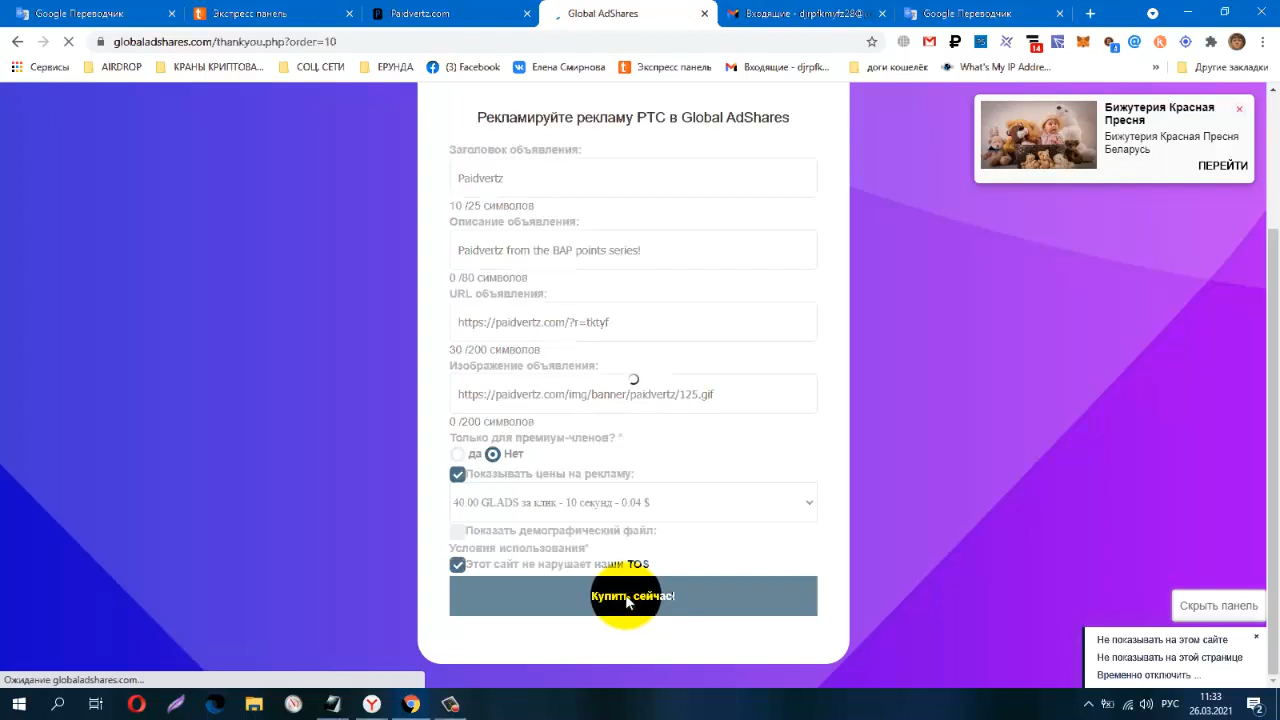 Google Переводчик
Экспресс Панель
Paidvertz.com
Global AdShares
Входящие - djrpfkmyfz28@
Google Переводчик
globaladshares.com/thankyou.php?order=10
14
4
Сервисы
AIRDROP
КРАНЫ КРИПТОВА...
СОЦ. СЕТИ
ЕРУНДА
(3) Facebook
Елена Смирнова
Экспресс панель
Входящие - djrpfk...
доги кошелёк
What's My IP Addre...
»
Другие закладки
Рекламируйте рекламу PTC в Global AdShares
Заголовок объявления:
Paidvertz
10 /25 символов
Описание объявления:
Paidvertz from the BAP points series!
0 /80 символов
URL объявления:
https://paidvertz.com/?r=tktyf
30 /200 символов
Изображение объявления:
https://paidvertz.com/img/banner/paidvertz/125.gif
0 /200 символов
Только для премиум-членов? *
да Нет
Показывать цены на рекламу:
40.00 GLADS за клик - 10 секунд - 0.04 $
Показать демографический файл:
Условия использования*
Этот сайт не нарушает наши TOS
Купить сейчас!
Бижутерия Красная
Пресня
Бижутерия Красная Пресня
Беларусь
ПЕРЕЙТИ
Скрыть панель
Не показывать на этом сайте
Не показывать на этой странице
Временно отключить ...
Ожидание globaladshares.com...
РУС
11:33
26.03.2021
2